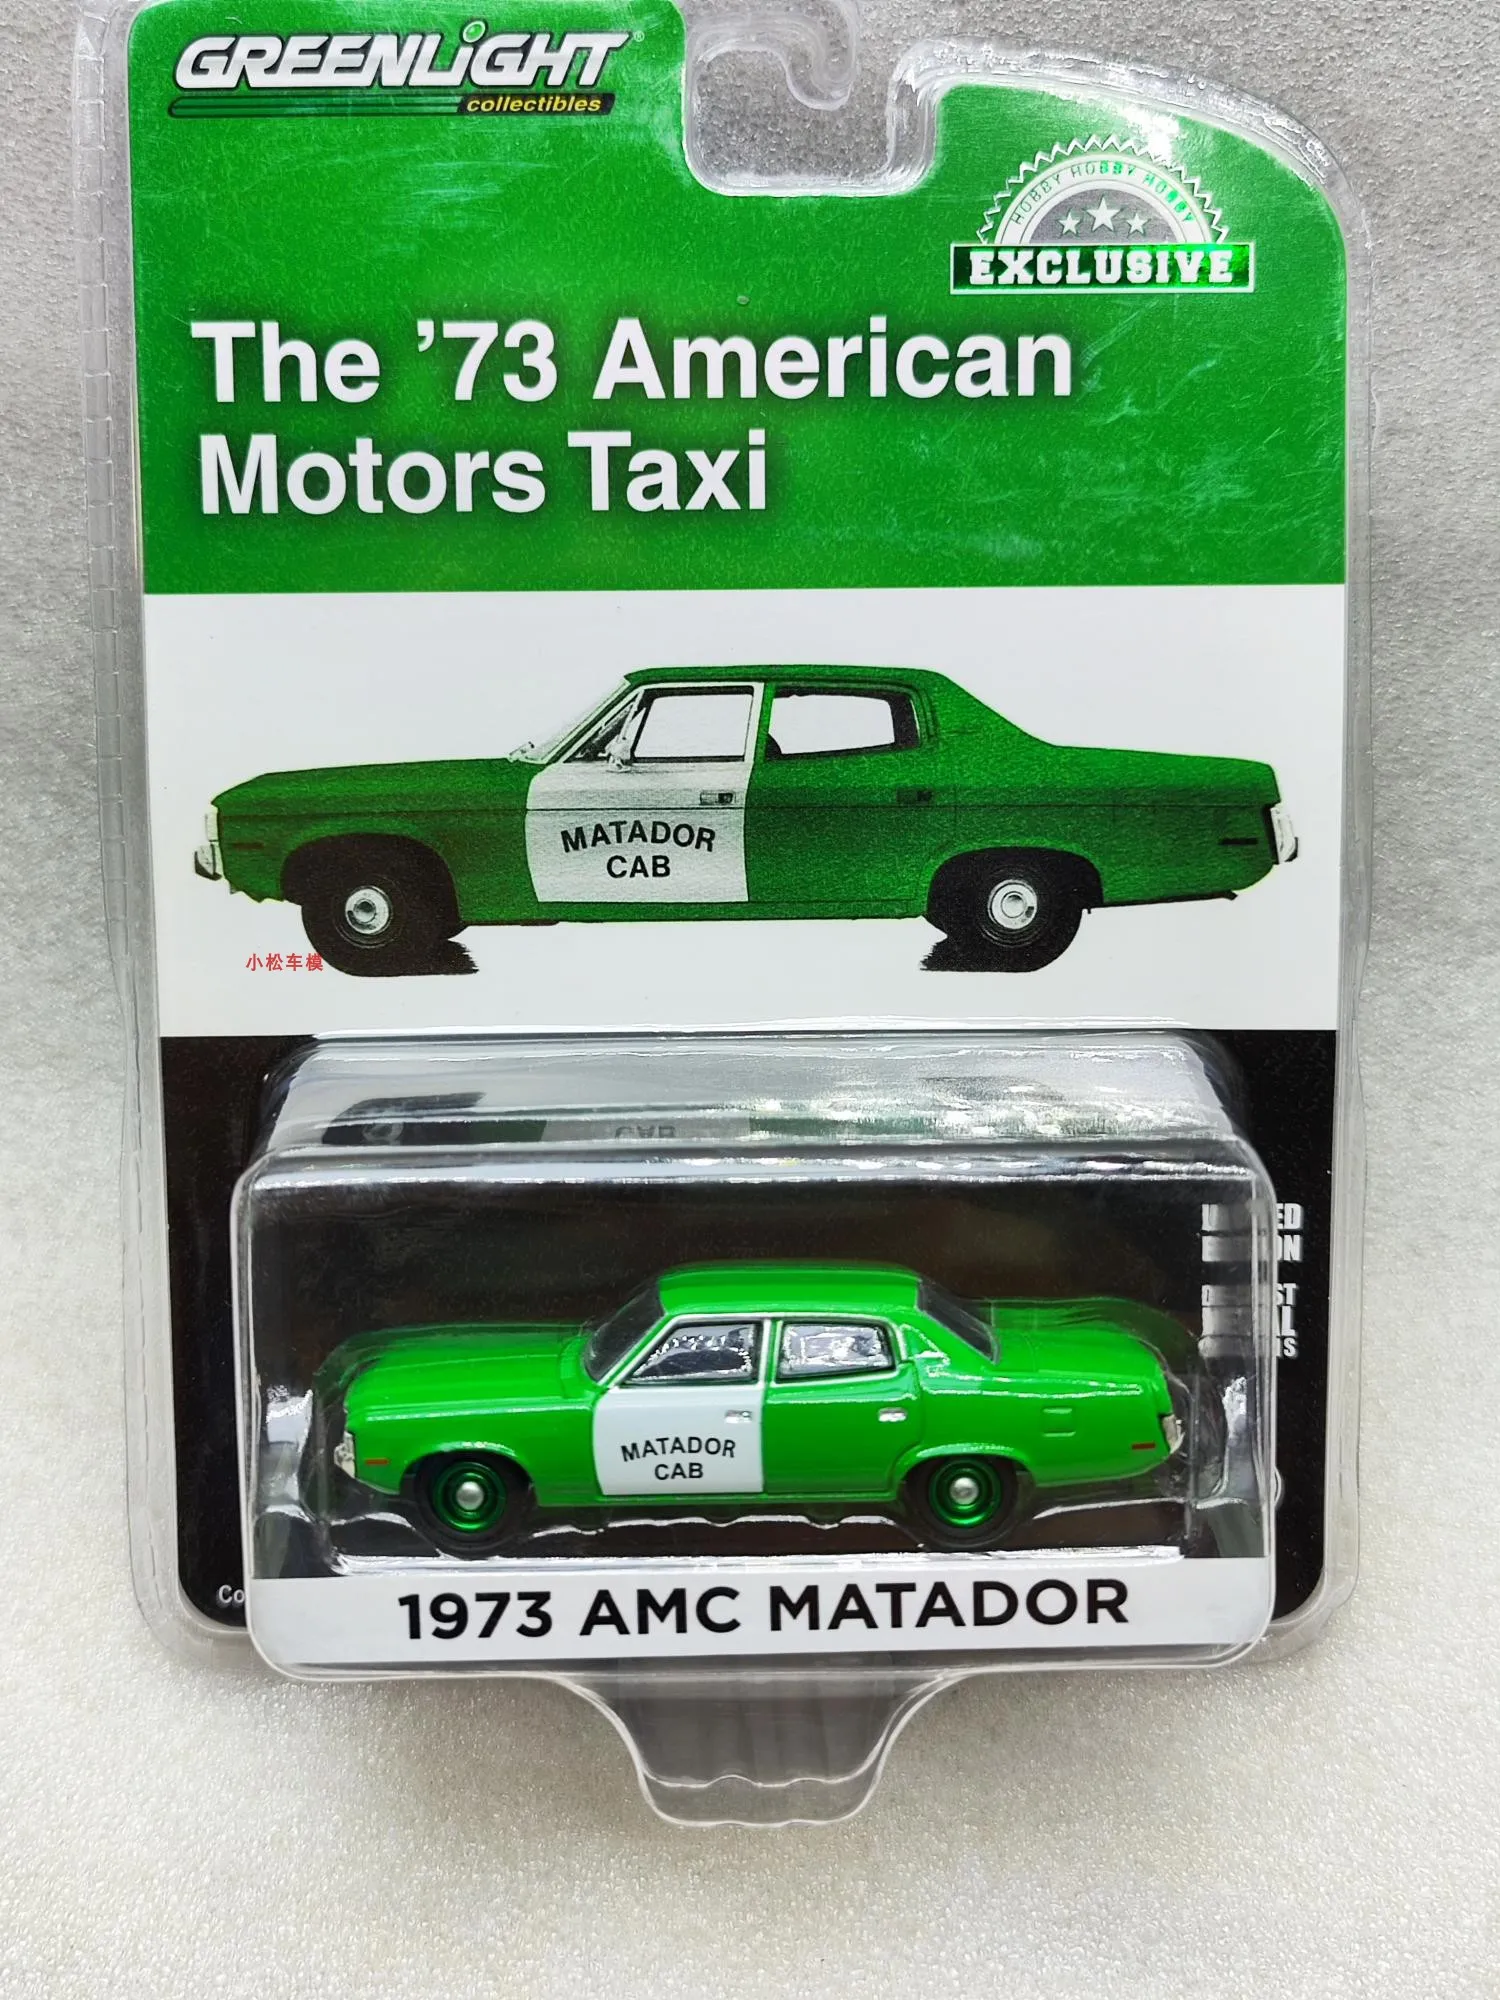 GREENLiGHT®
collectibles
HOBBY HOBBY HOBBY
EXCLUSIVE
The ’73 American
Motors Taxi
MATADOR
CAB
小松车模
CAB
MATADOR
CAB
1973 AMC MATADOR